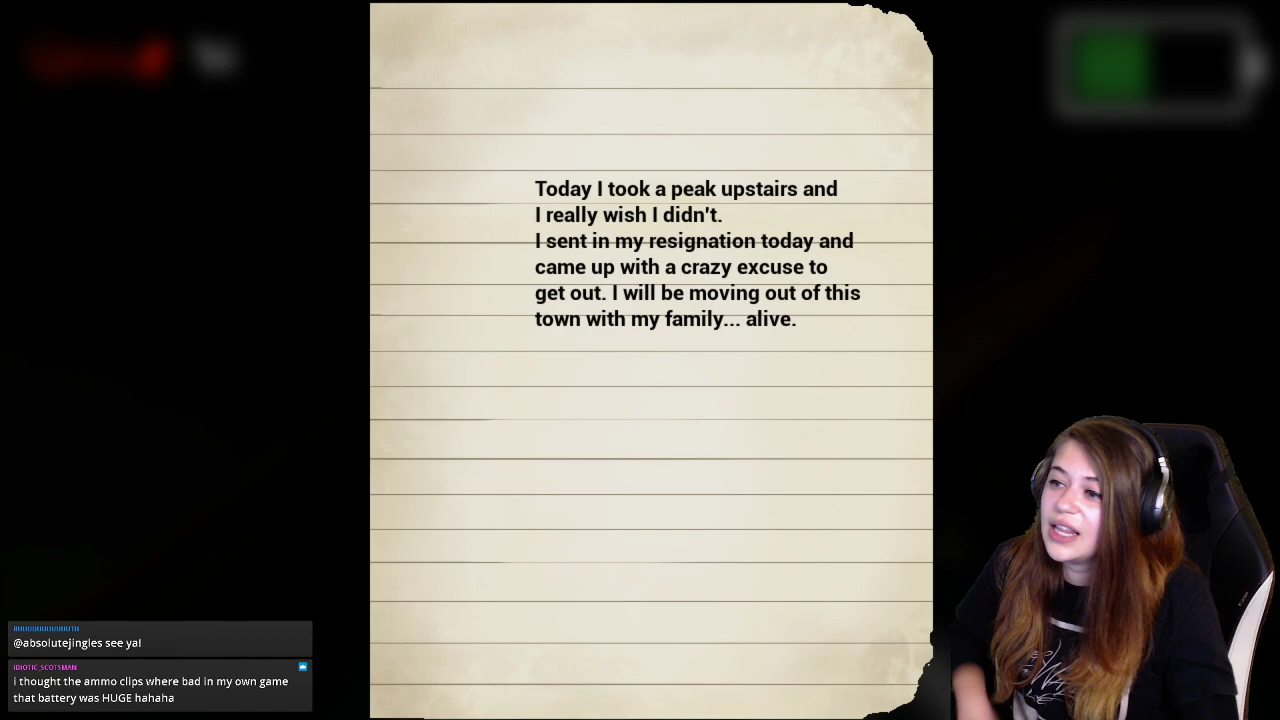 Today I took a peak upstairs and
I really wish I didn't.
I sent in my resignation today and
came up with a crazy excuse to
get out. I will be moving out of this
town with my family... alive.
@absolutejingles see ya!
IDIOTIC_SCOTSMAN
i thought the ammo clips where bad in my own game
that battery was HUGE hahaha